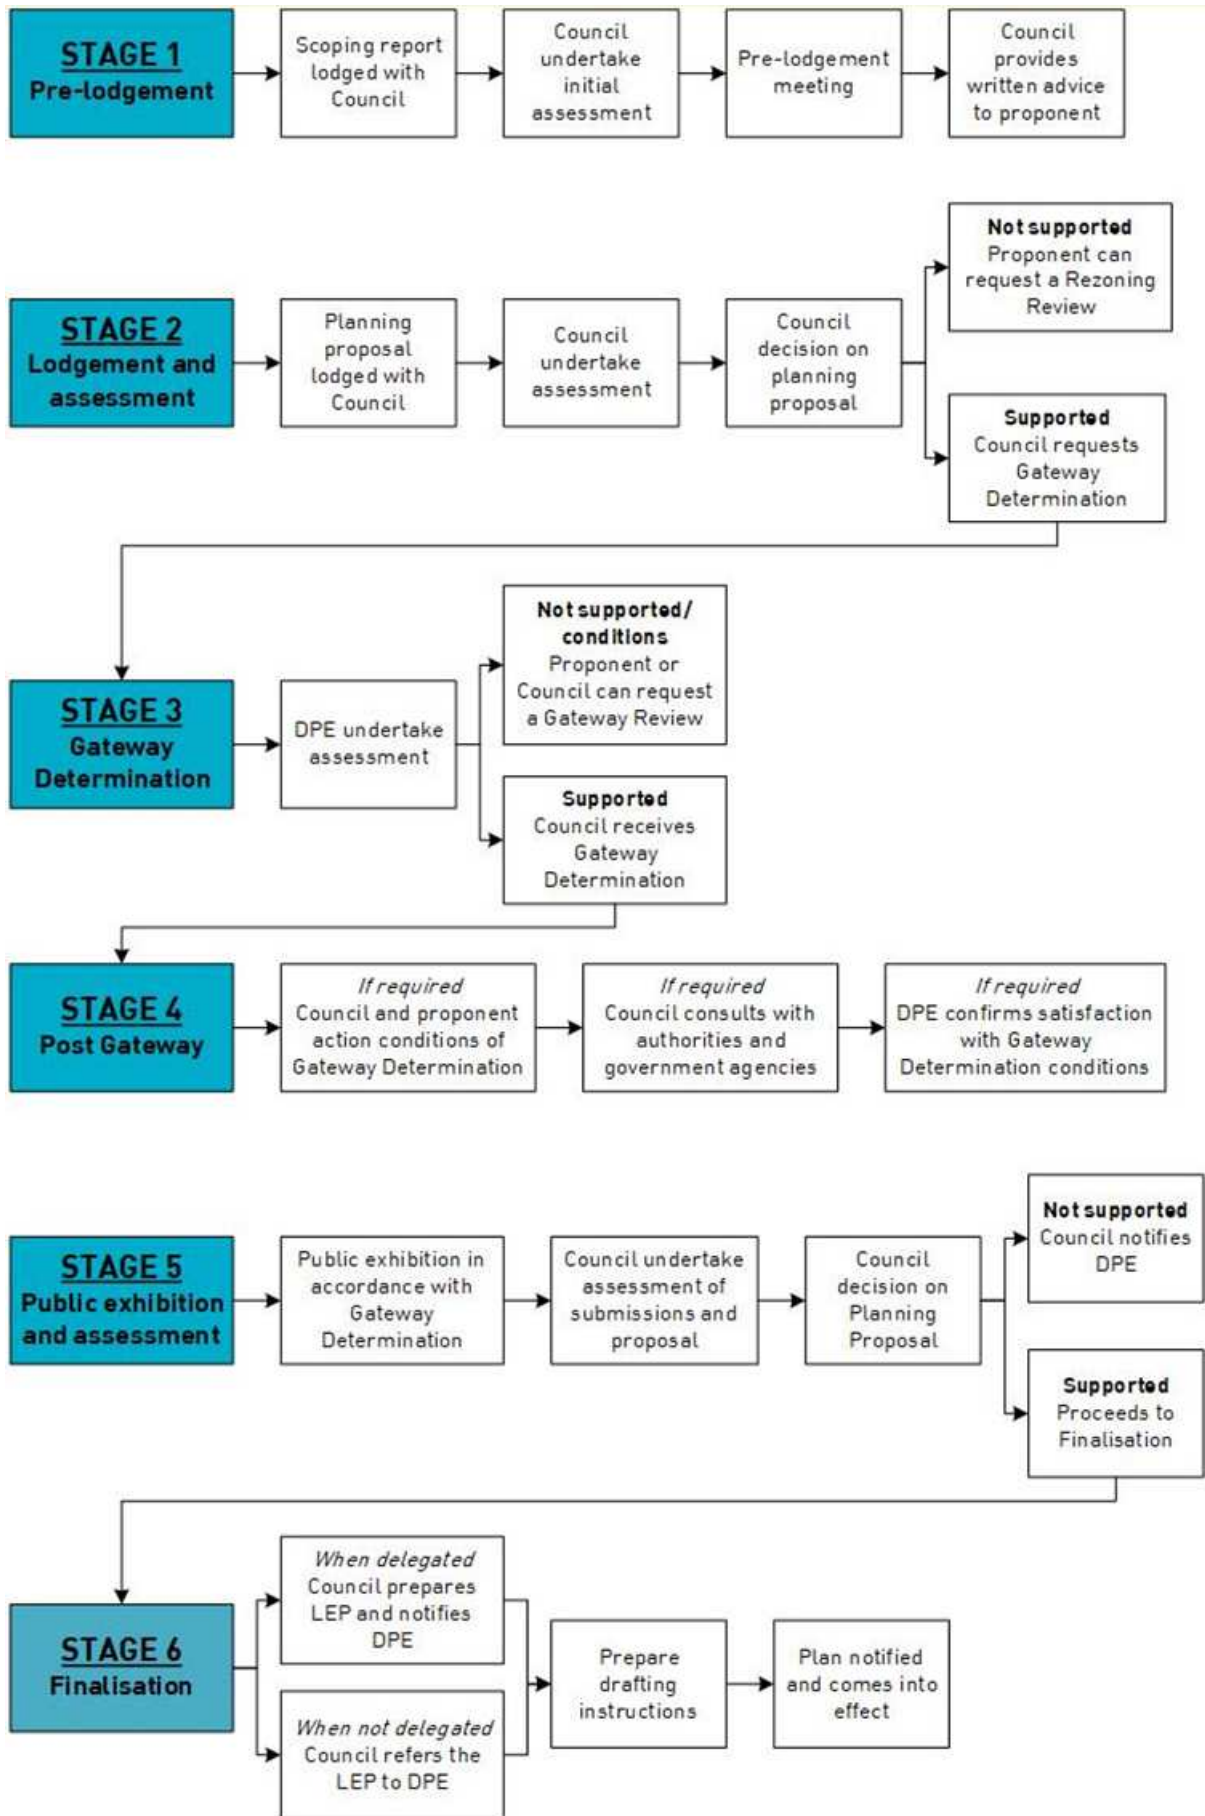 STAGE 1
Pre-lodgement
Scoping report
lodged with
Council
Council
undertake
initial
assessment
Pre-lodgement
meeting
Council
provides
written advice
to proponent
STAGE 2
Lodgement and
assessment
Planning
proposal
lodged with
Council
Council
undertake
assessment
Council
decision on
planning
proposal
Not supported
Proponent can
request a Rezoning
Review
Supported
Council requests
Gateway
Determination
STAGE 3
Gateway
Determination
DPE undertake
assessment
Not supported/
conditions
Proponent or
Council can request
a Gateway Review
Supported
Council receives
Gateway
Determination
STAGE 4
Post Gateway
If required
Council and proponent
action conditions of
Gateway Determination
If required
Council consults with
authorities and
government agencies
If required
DPE confirms satisfaction
with Gateway
Determination conditions
STAGE 5
Public exhibition
and assessment
Public exhibition in
accordance with
Gateway
Determination
Council undertake
assessment of
submissions and
proposal
Council
decision on
Planning
Proposal
Not supported
Council notifies
DPE
Supported
Proceeds to
Finalisation
STAGE 6
Finalisation
When delegated
Council prepares
LEP and notifies
DPE
When not delegated
Council refers the
LEP to DPE
Prepare
drafting
instructions
Plan notified
and comes into
effect